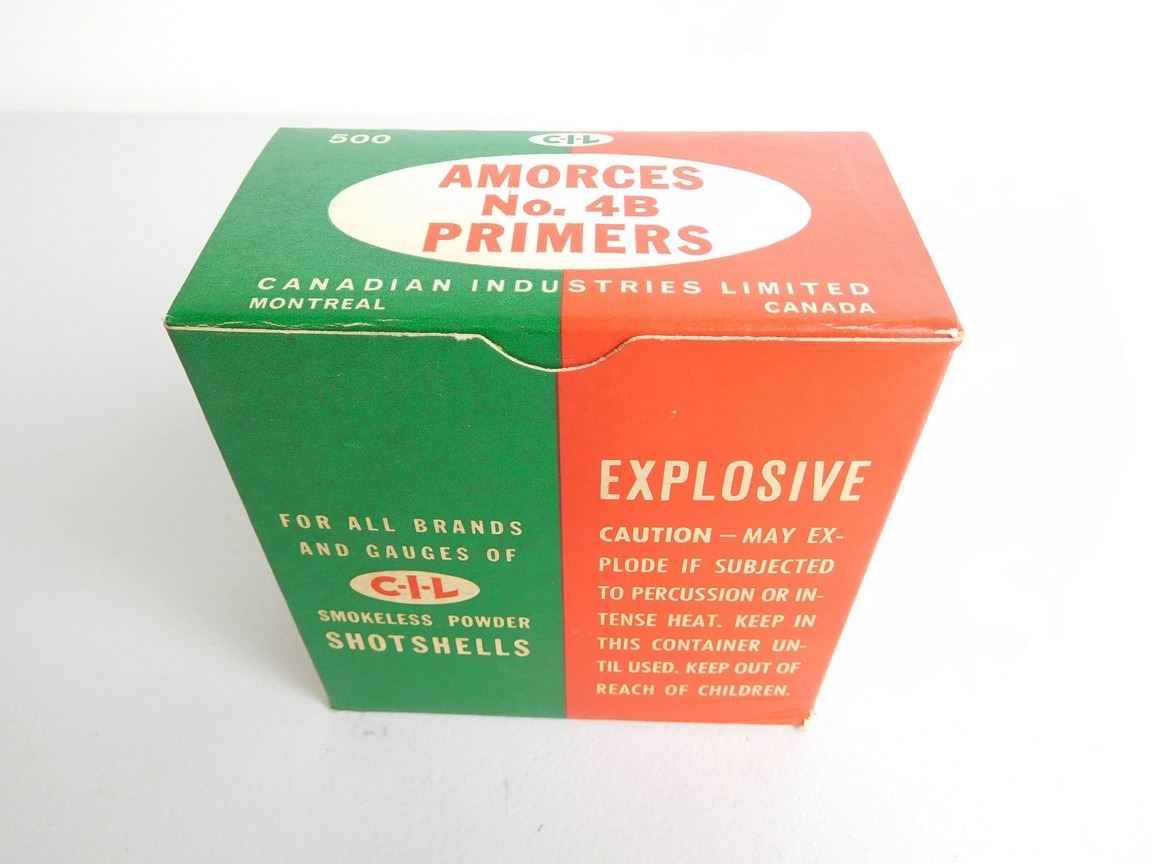 500
C-I-L
AMORCES
No. 4B
PRIMERS
CANADIAN INDUSTRIES LIMITED
MONTREAL CANADA
FOR ALL BRANDS
AND GAUGES OF
C-I-L
SMOKELESS POWDER
SHOTSHELLS
EXPLOSIVE
CAUTION — MAY EX-
PLODE IF SUBJECTED
TO PERCUSSION OR IN-
TENSE HEAT. KEEP IN
THIS CONTAINER UN-
TIL USED. KEEP OUT OF
REACH OF CHILDREN.